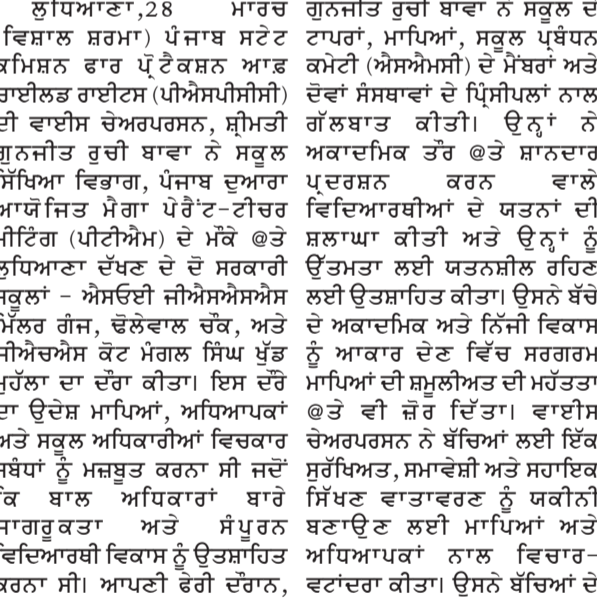 ਲੁਧਿਆਣਾ,28 ਮਾਰਚ
(ਵਿਸ਼ਾਲ ਸ਼ਰਮਾ) ਪੰਜਾਬ ਸਟੇਟ
ਕਮਿਸ਼ਨ ਫਾਰ ਪ੍ਰੋਟੈਕਸ਼ਨ ਆਫ਼
ਚਾਈਲਡ ਰਾਈਟਸ (ਪੀਐਸਪੀਸੀਸੀ)
ਦੀ ਵਾਈਸ ਚੇਅਰਪਰਸਨ, ਸ਼੍ਰੀਮਤੀ
ਗੁਨਜੀਤ ਰੁਚੀ ਬਾਵਾ ਨੇ ਸਕੂਲ
ਸਿੱਖਿਆ ਵਿਭਾਗ, ਪੰਜਾਬ ਦੁਆਰਾ
ਆਯੋਜਿਤ ਮੈਗਾ ਪੇਰੈਂਟ-ਟੀਚਰ
ਮੀਟਿੰਗ (ਪੀਟੀਐਮ) ਦੇ ਮੌਕੇ @ਤੇ
ਲੁਧਿਆਣਾ ਦੱਖਣ ਦੇ ਦੋ ਸਰਕਾਰੀ
ਸਕੂਲਾਂ - ਐਸਓਈ ਜੀਐਸਐਸਐਸ
ਮਿੱਲਰ ਗੰਜ, ਢੋਲੇਵਾਲ ਚੌਕ, ਅਤੇ
ਜੀਐਚਐਸ ਕੋਟ ਮੰਗਲ ਸਿੰਘ ਖੁੱਡ
ਮੁਹੱਲਾ ਦਾ ਦੌਰਾ ਕੀਤਾ। ਇਸ ਦੌਰੇ
ਦਾ ਉਦੇਸ਼ ਮਾਪਿਆਂ, ਅਧਿਆਪਕਾਂ
ਅਤੇ ਸਕੂਲ ਅਧਿਕਾਰੀਆਂ ਵਿਚਕਾਰ
ਸਬੰਧਾਂ ਨੂੰ ਮਜ਼ਬੂਤ ਕਰਨਾ ਸੀ ਜਦੋਂ
ਕਿ ਬਾਲ ਅਧਿਕਾਰਾਂ ਬਾਰੇ
ਜਾਗਰੂਕਤਾ ਅਤੇ ਸੰਪੂਰਨ
ਵਿਦਿਆਰਥੀ ਵਿਕਾਸ ਨੂੰ ਉਤਸ਼ਾਹਿਤ
ਕਰਨਾ ਸੀ। ਆਪਣੀ ਫੇਰੀ ਦੌਰਾਨ,
ਗੁਨਜੀਤ ਰੁਚੀ ਬਾਵਾ ਨੇ ਸਕੂਲ ਦੇ
ਟਾਪਰਾਂ, ਮਾਪਿਆਂ, ਸਕੂਲ ਪ੍ਰਬੰਧਨ
ਕਮੇਟੀ (ਐਸਐਮਸੀ) ਦੇ ਮੈਂਬਰਾਂ ਅਤੇ
ਦੋਵਾਂ ਸੰਸਥਾਵਾਂ ਦੇ ਪ੍ਰਿੰਸੀਪਲਾਂ ਨਾਲ
ਗੱਲਬਾਤ ਕੀਤੀ। ਉਨ੍ਹਾਂ ਨੇ
ਅਕਾਦਮਿਕ ਤੌਰ @ਤੇ ਸ਼ਾਨਦਾਰ
ਪ੍ਰਦਰਸ਼ਨ ਕਰਨ ਵਾਲੇ
ਵਿਦਿਆਰਥੀਆਂ ਦੇ ਯਤਨਾਂ ਦੀ
ਸ਼ਲਾਘਾ ਕੀਤੀ ਅਤੇ ਉਨ੍ਹਾਂ ਨੂੰ
ਉੱਤਮਤਾ ਲਈ ਯਤਨਸ਼ੀਲ ਰਹਿਣ
ਲਈ ਉਤਸ਼ਾਹਿਤ ਕੀਤਾ। ਉਸਨੇ ਬੱਚੇ
ਦੇ ਅਕਾਦਮਿਕ ਅਤੇ ਨਿੱਜੀ ਵਿਕਾਸ
ਨੂੰ ਆਕਾਰ ਦੇਣ ਵਿੱਚ ਸਰਗਰਮ
ਮਾਪਿਆਂ ਦੀ ਸ਼ਮੂਲੀਅਤ ਦੀ ਮਹੱਤਤਾ
@ਤੇ ਵੀ ਜ਼ੋਰ ਦਿੱਤਾ। ਵਾਈਸ
ਚੇਅਰਪਰਸਨ ਨੇ ਬੱਚਿਆਂ ਲਈ ਇੱਕ
ਸੁਰੱਖਿਅਤ, ਸਮਾਵੇਸ਼ੀ ਅਤੇ ਸਹਾਇਕ
ਸਿੱਖਣ ਵਾਤਾਵਰਣ ਨੂੰ ਯਕੀਨੀ
ਬਣਾਉਣ ਲਈ ਮਾਪਿਆਂ ਅਤੇ
ਅਧਿਆਪਕਾਂ ਨਾਲ ਵਿਚਾਰ-
ਵਟਾਂਦਰਾ ਕੀਤਾ। ਉਸਨੇ ਬੱਚਿਆਂ ਦੇ